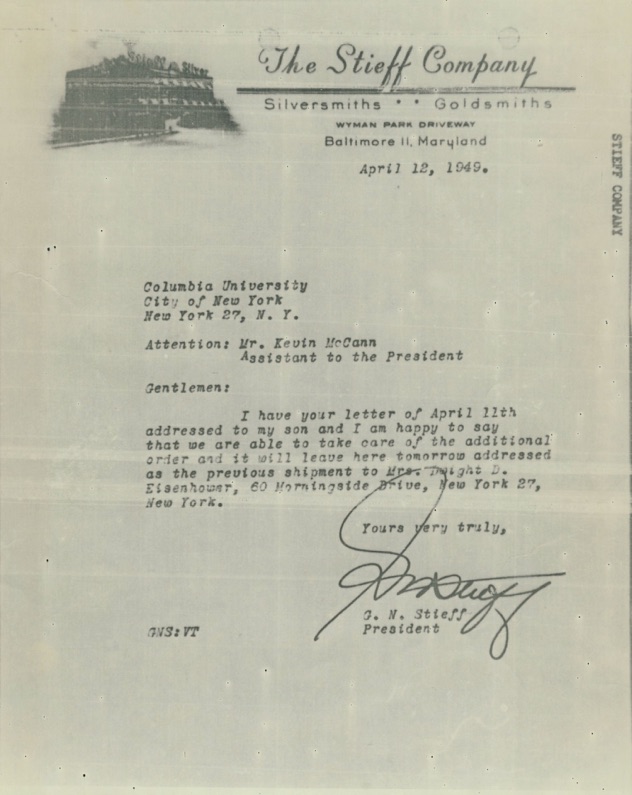 The Stieff Company
Silversmiths * * Goldsmiths
WYMAN PARK DRIVEWAY
Baltimore 11, Maryland
April 12, 1949.
STIEFF COMPANY
Columbia University
City of New York
New York 27, N. Y.
Attention: Mr. Kevin McCann
Assistant to the President
Gentlemen:
I have your letter of April 11th
addressed to my son and I am happy to say
that we are able to take care of the additional
order and it will leave here tomorrow addressed
as the previous shipment to Mrs. Dwight D.
Eisenhower, 60 Morningside Drive, New York 27,
New York.
Yours very truly,
G. N. Stieff
President
GNS:VT